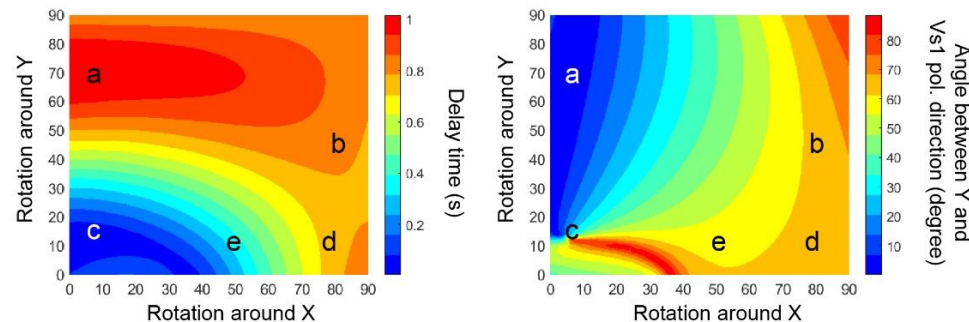 90
80
70
60
50
40
30
20
10
0
Rotation around Y
a
b
c
e
d
0 10 20 30 40 50 60 70 80 90
Rotation around X
1
0.8
0.6
0.4
0.2
Delay time (s)
90
80
70
60
50
40
30
20
10
0
Rotation around Y
a
b
c
e
d
0 10 20 30 40 50 60 70 80 90
Rotation around X
80
70
60
50
40
30
20
10
Angle between Y and
Vs1 pol. direction (degree)